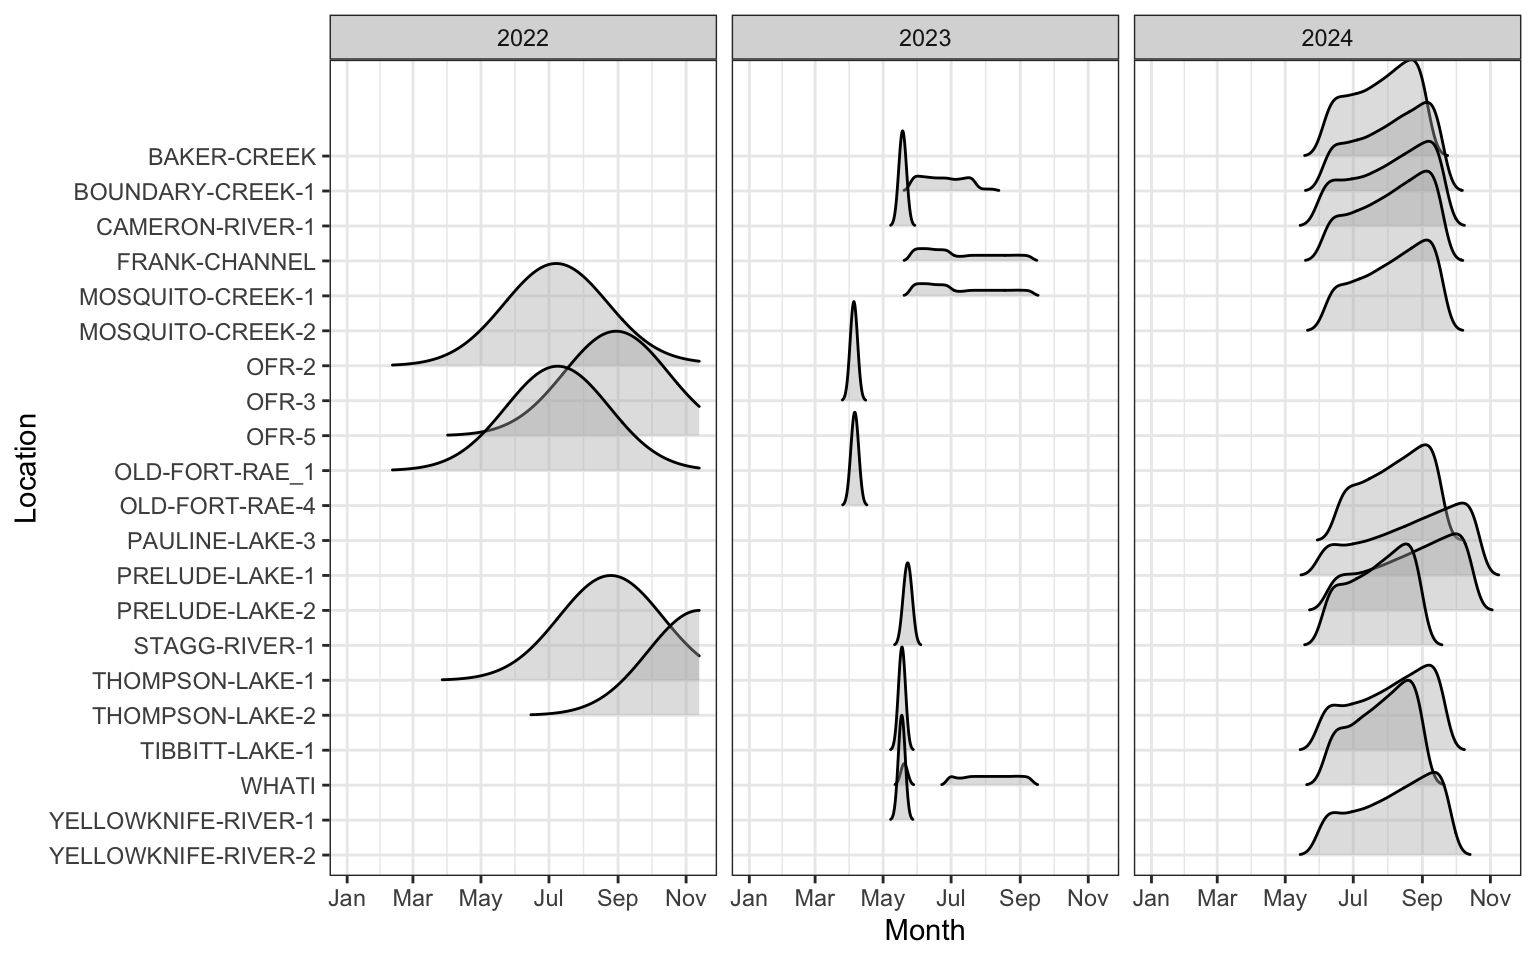 2022 2023 2024
BAKER-CREEK
BOUNDARY-CREEK-1
CAMERON-RIVER-1
FRANK-CHANNEL
MOSQUITO-CREEK-1
MOSQUITO-CREEK-2
OFR-2
OFR-3
OFR-5
OLD-FORT-RAE_1
OLD-FORT-RAE-4
PAULINE-LAKE-3
PRELUDE-LAKE-1
PRELUDE-LAKE-2
STAGG-RIVER-1
THOMPSON-LAKE-1
THOMPSON-LAKE-2
TIBBITT-LAKE-1
WHATI
YELLOWKNIFE-RIVER-1
YELLOWKNIFE-RIVER-2
Location
Jan Mar May Jul Sep Nov Jan Mar May Jul Sep Nov Jan Mar May Jul Sep Nov
Month